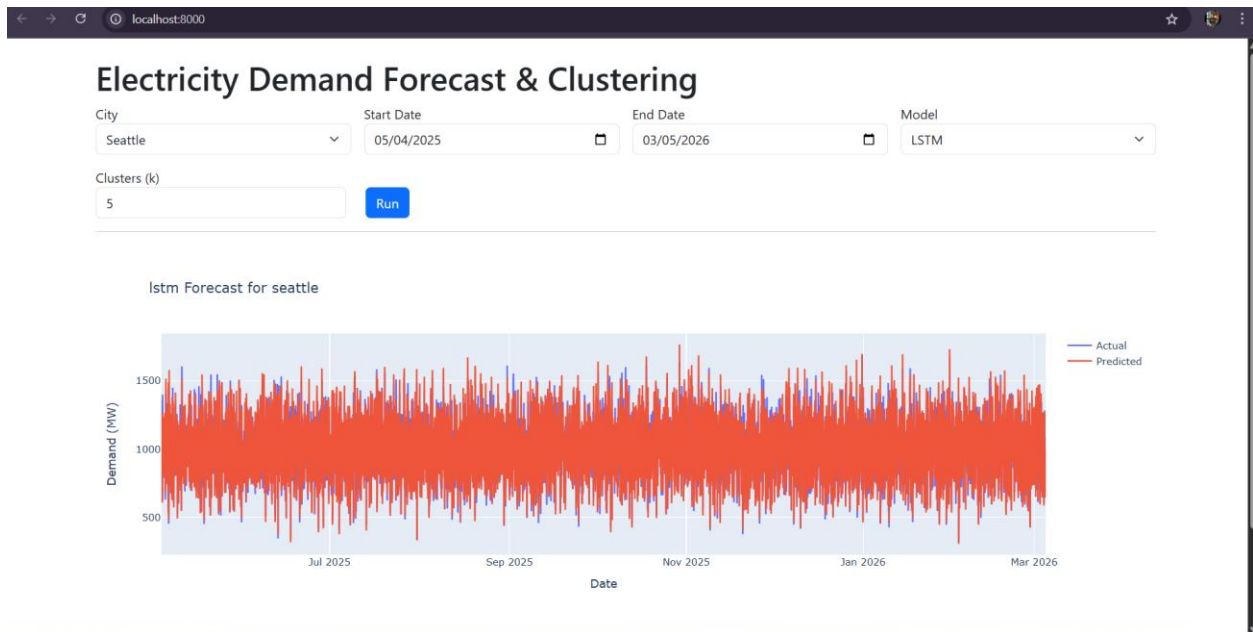 localhost:8000
Electricity Demand Forecast & Clustering
City
Start Date
End Date
Model
Seattle
05/04/2025
03/05/2026
LSTM
Clusters (k)
5
Run
lstm Forecast for seattle
Actual
Predicted
1500
1000
500
Demand (MW)
Jul 2025
Sep 2025
Nov 2025
Jan 2026
Mar 2026
Date